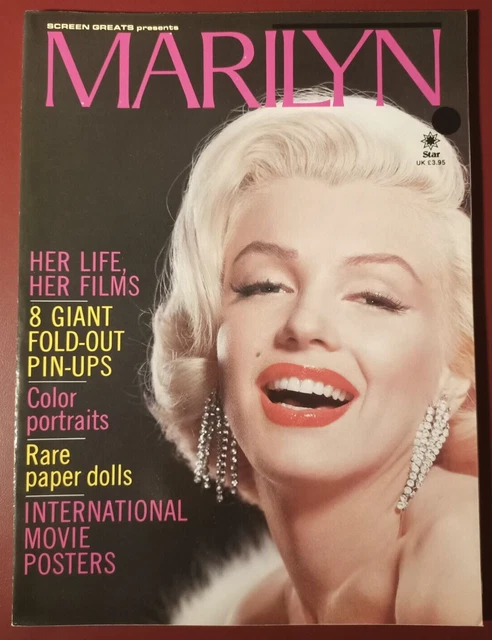 SCREEN GREATS presents
MARILYN
Star
UK £3.95
HER LIFE,
HER FILMS
8 GIANT
FOLD-OUT
PIN-UPS
Color
portraits
Rare
paper dolls
INTERNATIONAL
MOVIE
POSTERS